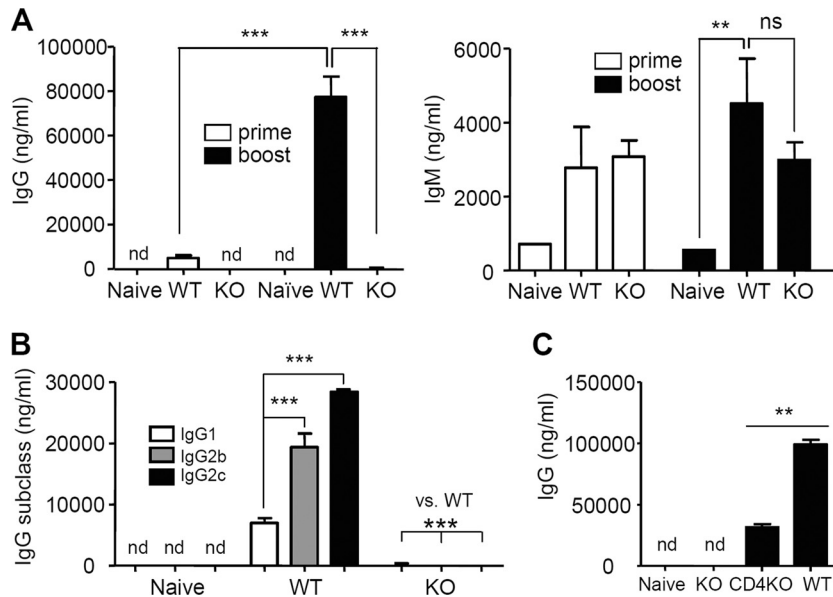 A
IgG (ng/ml)
100000
80000
60000
40000
20000
0
***
***
prime
boost
nd
nd
nd
Naive WT KO Naïve WT KO
IgM (ng/ml)
6000
4000
2000
0
prime
boost
**
ns
Naive WT KO Naive WT KO
B
IgG subclass (ng/ml)
30000
20000
10000
0
IgG1
IgG2b
IgG2c
***
***
nd nd nd
vs. WT
***
Naive WT KO
C
IgG (ng/ml)
150000
100000
50000
0
**
nd nd
Naive KO CD4KO WT